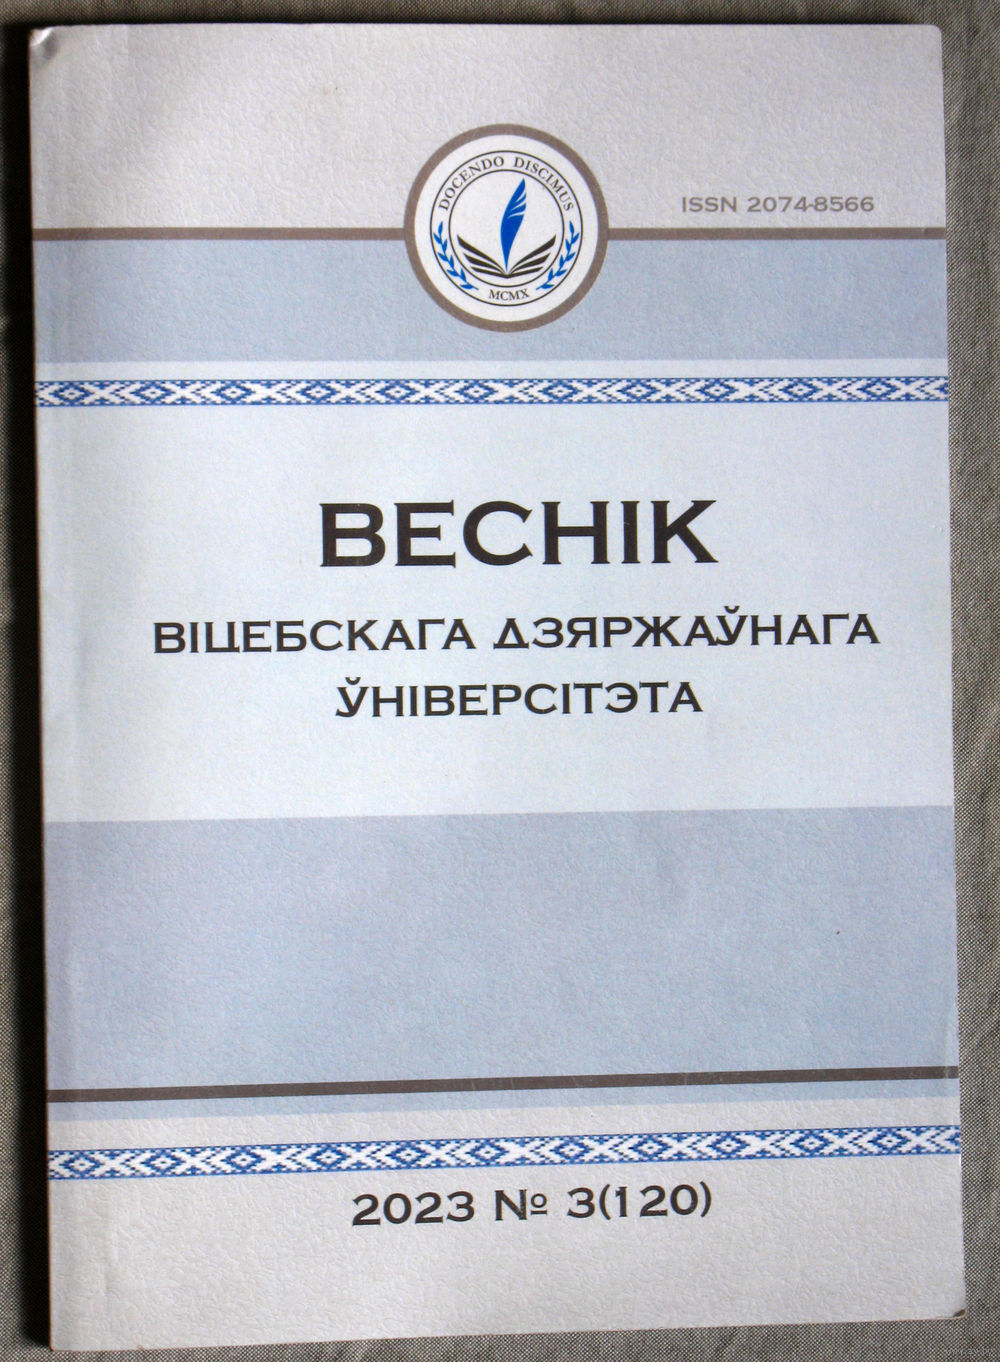 DOCENDO DISCIMUS
MCMX
ISSN 2074-8566
ВЕСНІК
ВІЦЕБСКАГА ДЗЯРЖАЎНАГА
ЎНІВЕРСІТЭТА
2023 № 3(120)